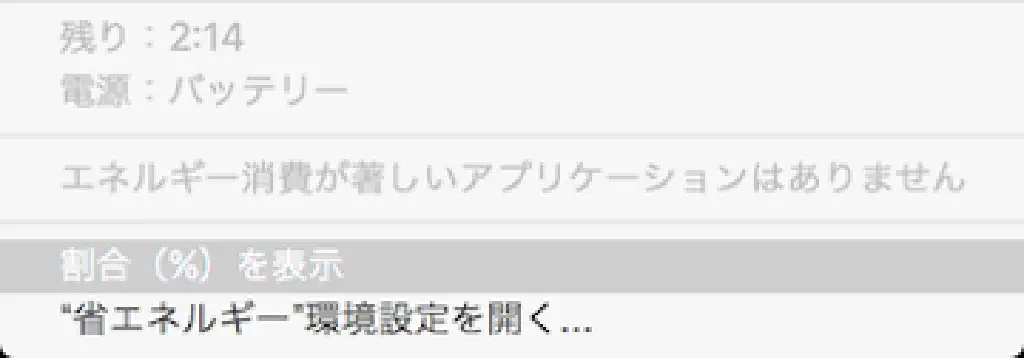 残り：2:14
電源：バッテリー
エネルギー消費が著しいアプリケーションはありません
割合（%）を表示
"省エネルギー"環境設定を開く...